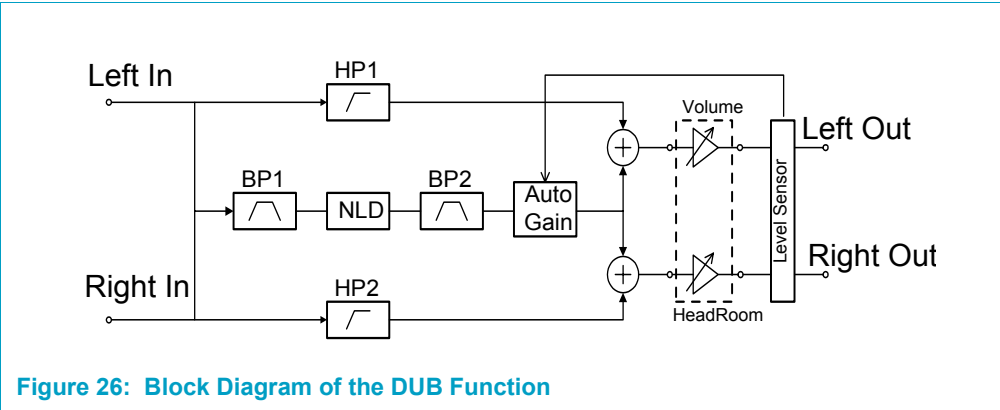 Left In
HP1
Volume
Left Out
BP1
NLD
BP2
Auto
Gain
Level Sensor
Right In
HP2
Right Out
HeadRoom
Figure 26: Block Diagram of the DUB Function